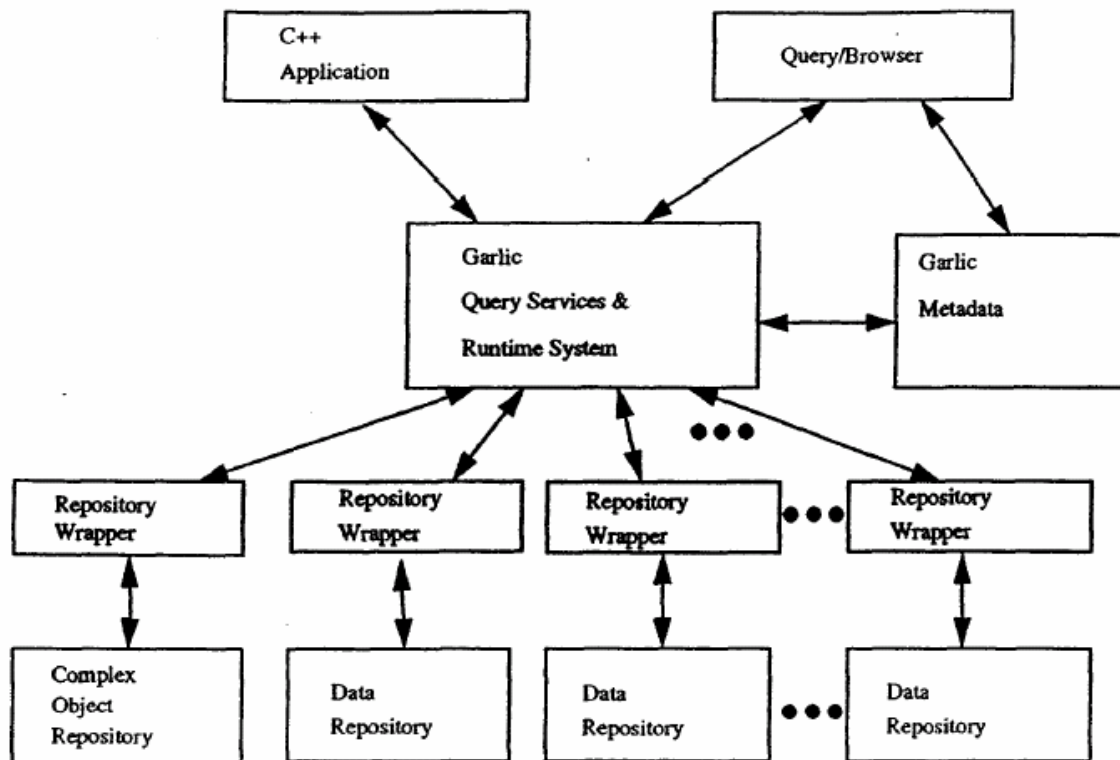 C++
Application
Query/Browser
Garlic
Query Services &
Runtime System
Garlic
Metadata
Repository
Wrapper
Repository
Wrapper
Repository
Wrapper
Repository
Wrapper
Complex
Object
Repository
Data
Repository
Data
Repository
Data
Repository